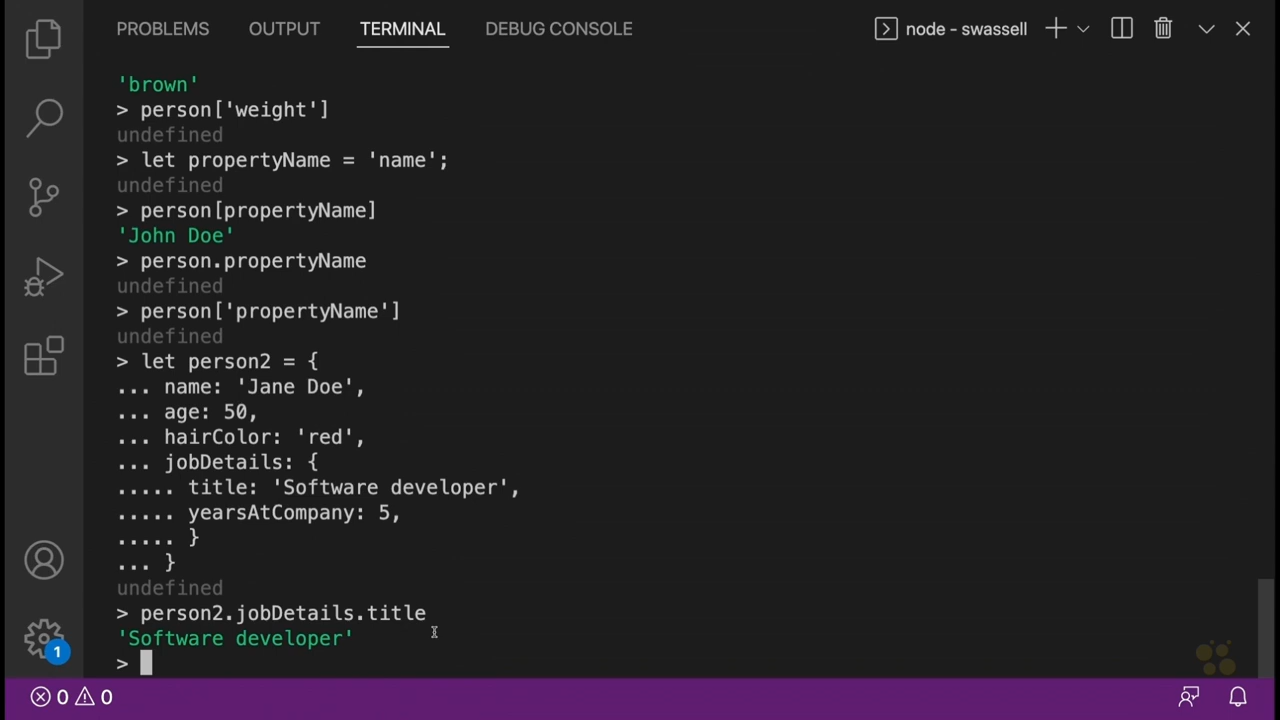 PROBLEMS OUTPUT TERMINAL DEBUG CONSOLE node - swassell
'brown'
> person['weight']
undefined
> let propertyName = 'name';
undefined
> person[propertyName]
'John Doe'
> person.propertyName
undefined
> person['propertyName']
undefined
> let person2 = {
... name: 'Jane Doe',
... age: 50,
... hairColor: 'red',
... jobDetails: {
..... title: 'Software developer',
..... yearsAtCompany: 5,
..... }
... }
undefined
> person2.jobDetails.title
'Software developer'
>
1
0 0